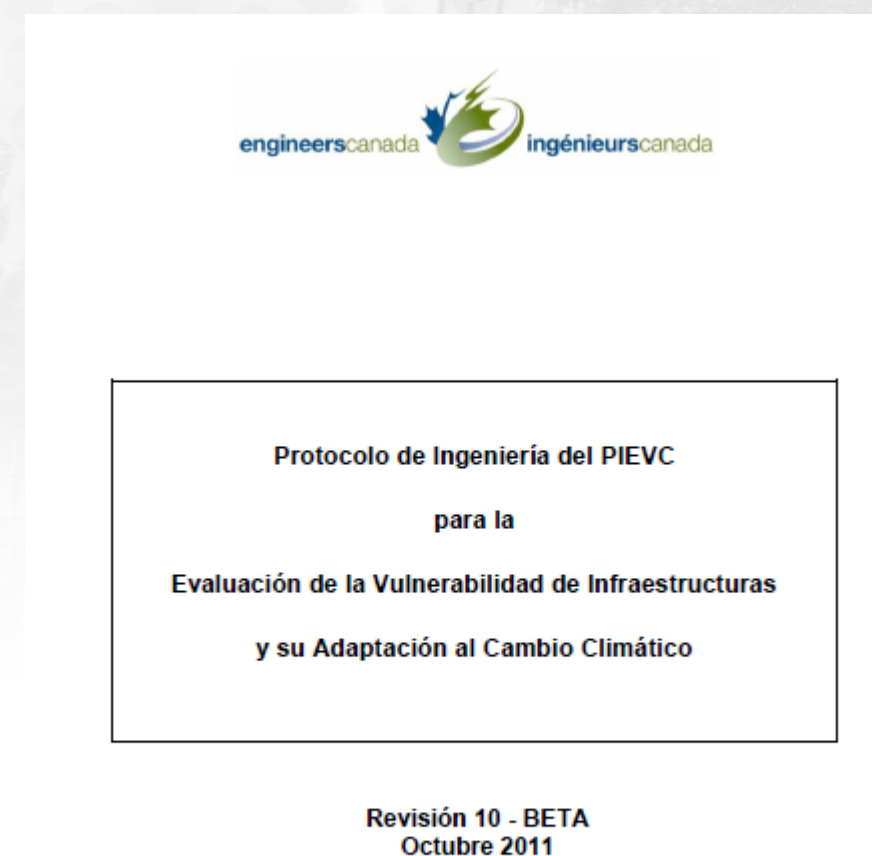 engineerscanada ingénieurscanada
Protocolo de Ingeniería del PIEVC
para la
Evaluación de la Vulnerabilidad de Infraestructuras
y su Adaptación al Cambio Climático
Revisión 10 - BETA
Octubre 2011